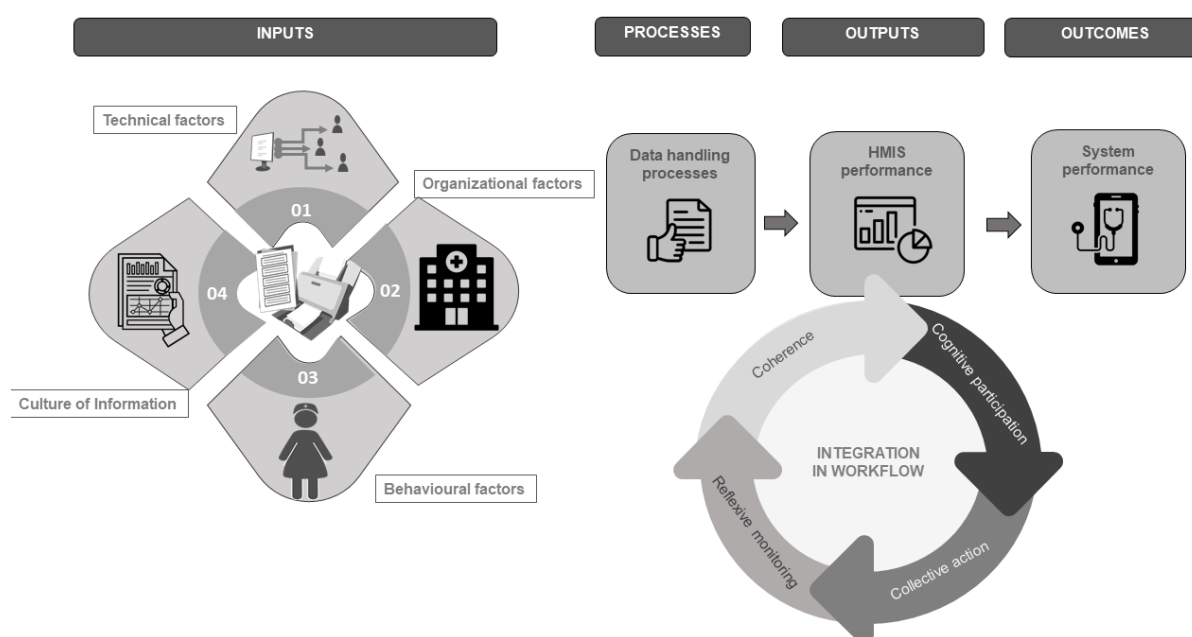 INPUTS
PROCESSES
OUTPUTS
OUTCOMES
Technical factors
Organizational factors
01
02
03
04
Culture of Information
Behavioural factors
Data handling
processes
HMIS
performance
System
performance
Coherence
Cognitive participation
INTEGRATION
IN WORKFLOW
Reflexive monitoring
Collective action